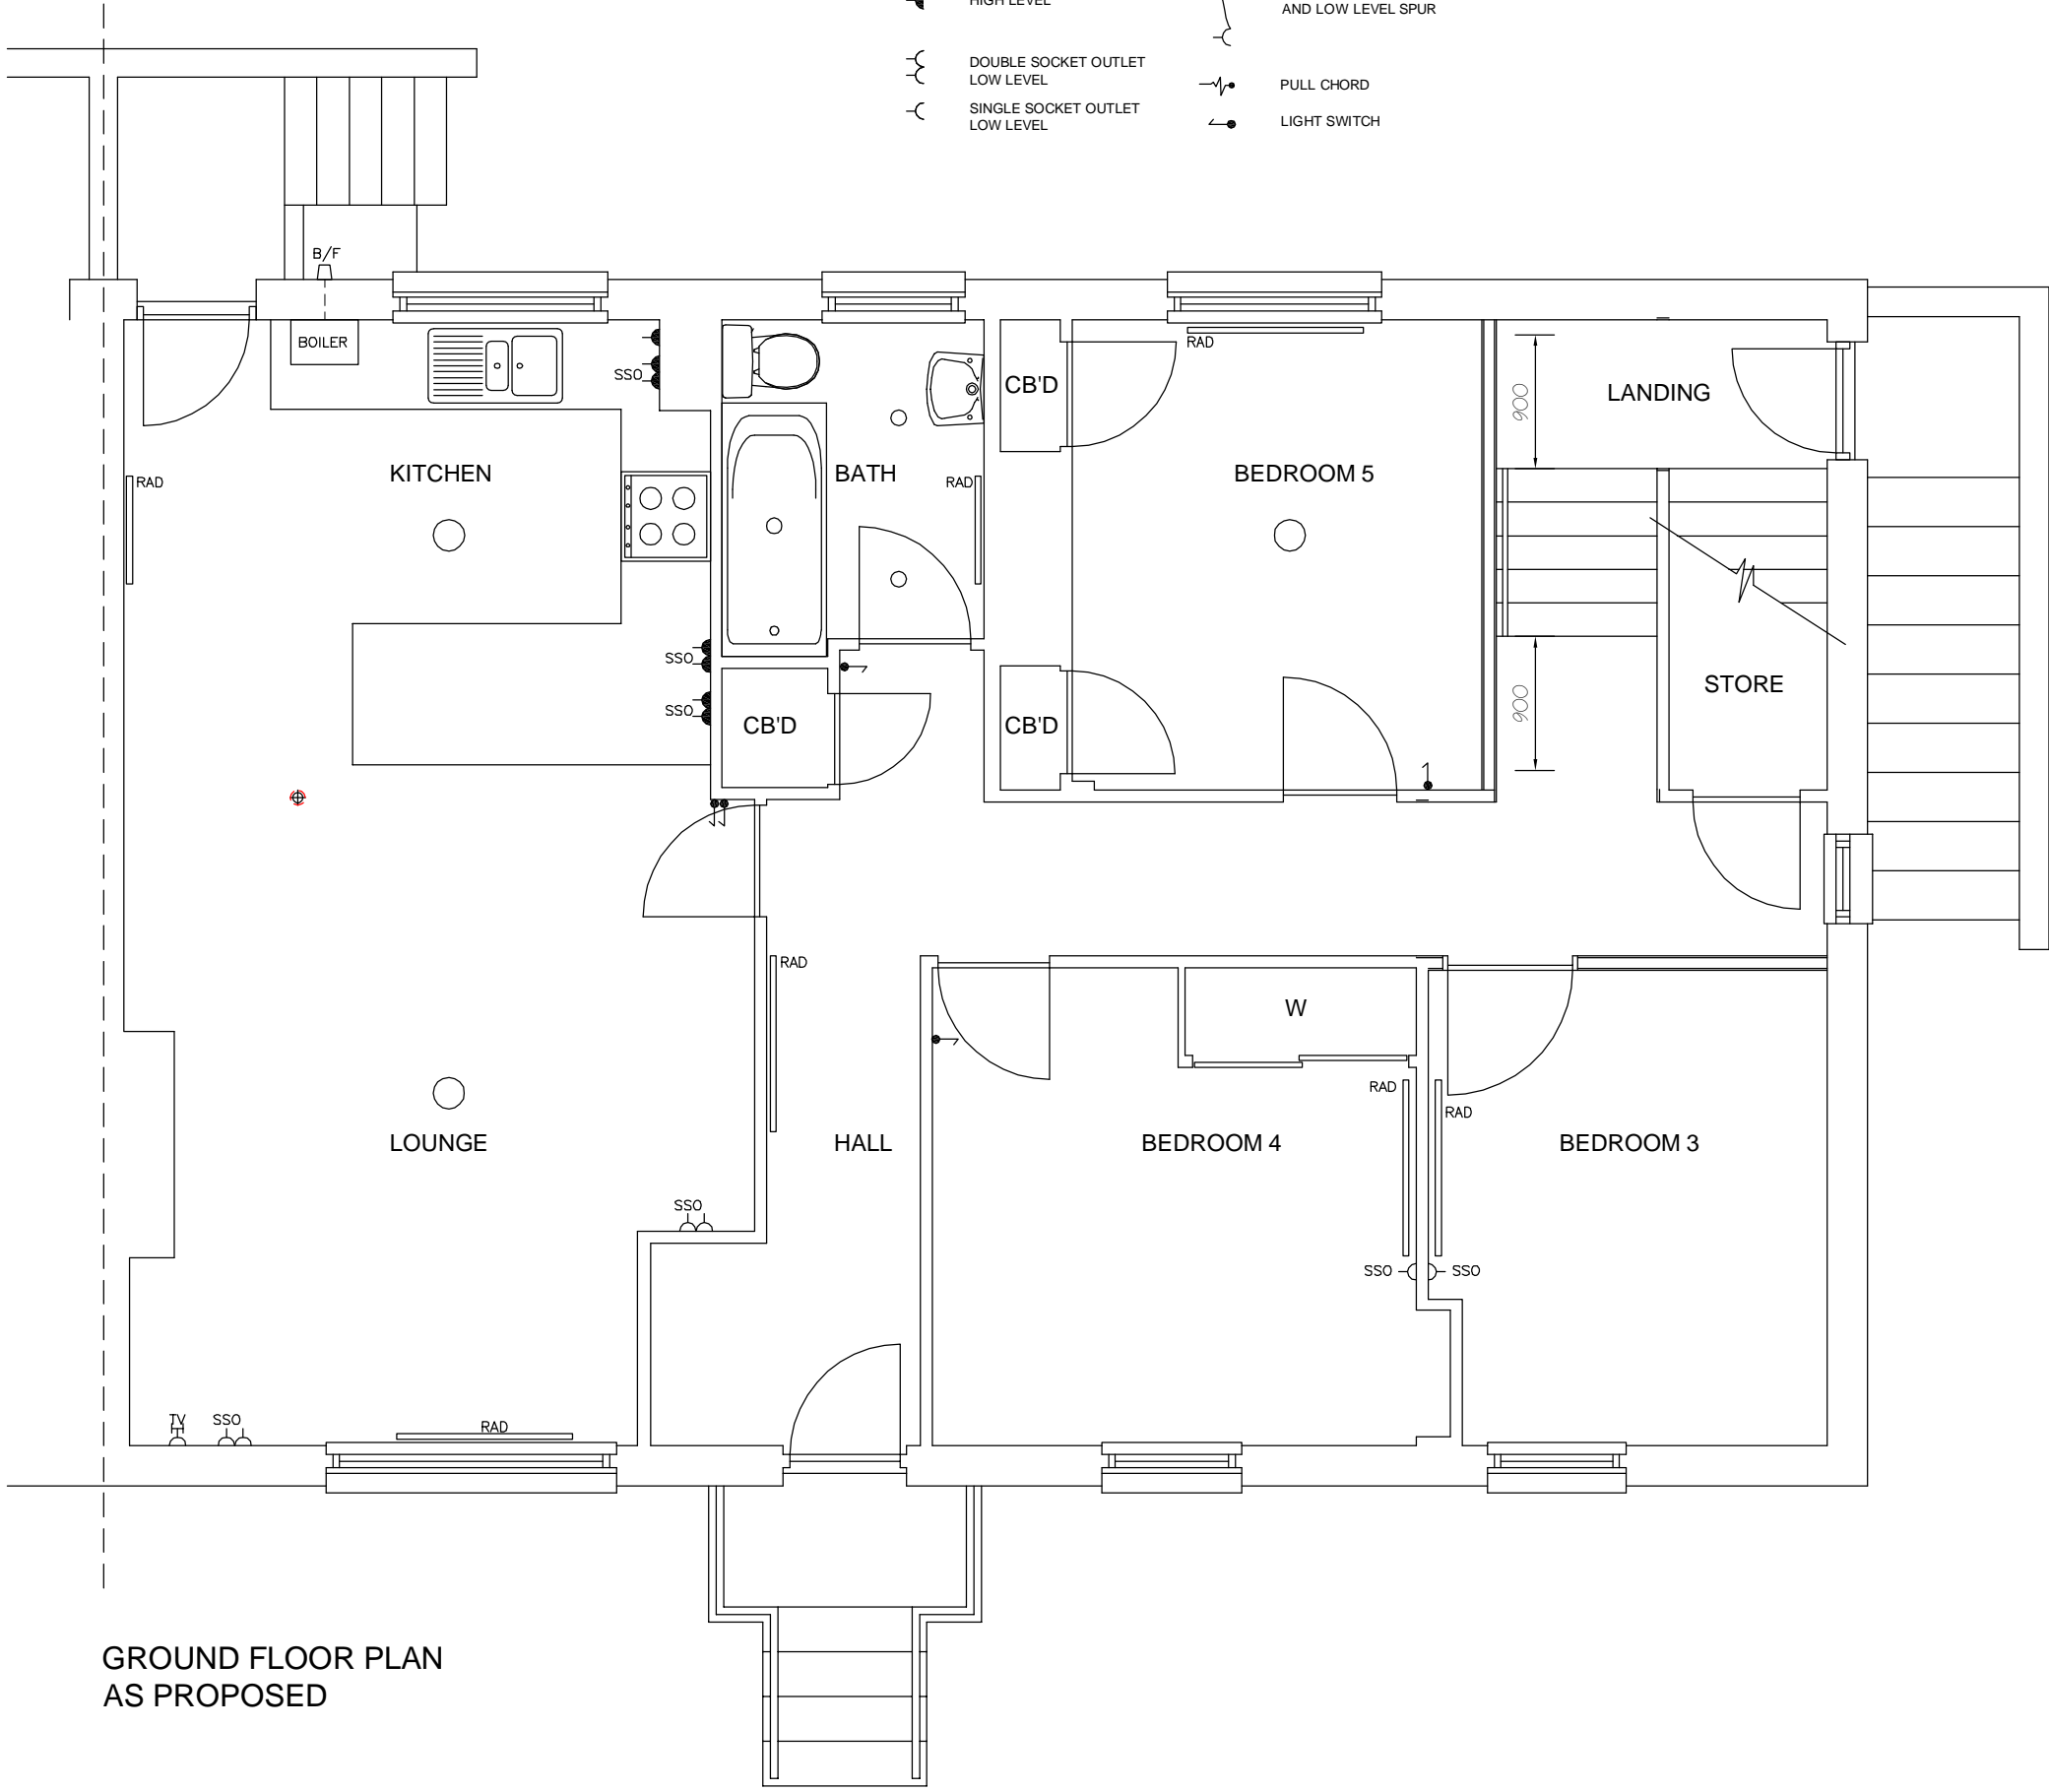 HIGH LEVEL
AND LOW LEVEL SPUR
DOUBLE SOCKET OUTLET
LOW LEVEL
PULL CHORD
SINGLE SOCKET OUTLET
LOW LEVEL
LIGHT SWITCH
B/F
BOILER
RAD
SSO
CB'D
LANDING
900
KITCHEN
BATH
BEDROOM 5
RAD
RAD
SSO
SSO
CB'D
CB'D
900
STORE
RAD
W
RAD
RAD
LOUNGE
HALL
BEDROOM 4
BEDROOM 3
SSO
SSO
SSO
TV
SSO
RAD
GROUND FLOOR PLAN
AS PROPOSED